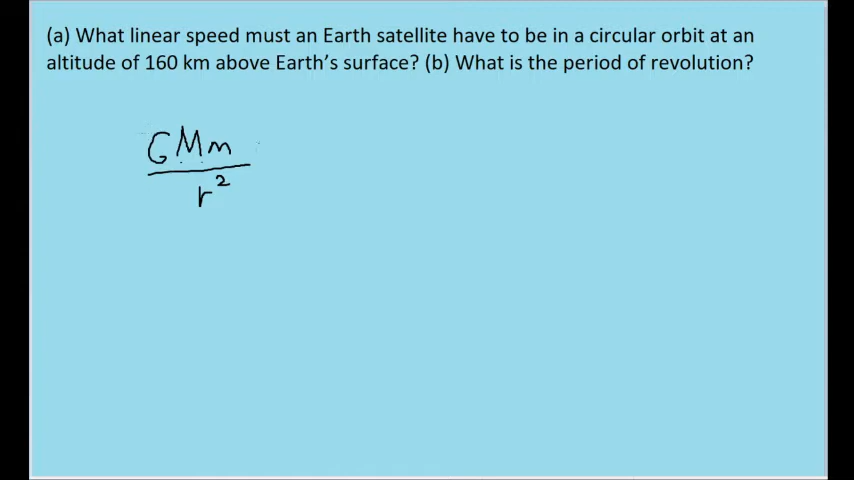 (a) What linear speed must an Earth satellite have to be in a circular orbit at an
altitude of 160 km above Earth’s surface? (b) What is the period of revolution?
GMm
r²